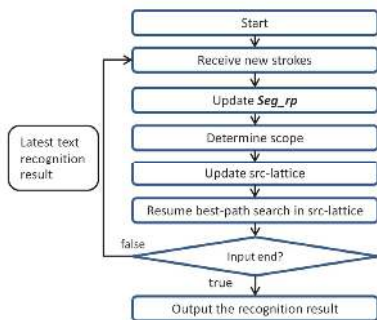 Start
Receive new strokes
Update Seg_rp
Determine scope
Update src-lattice
Resume best-path search in src-lattice
Latest text
recognition
result
false
Input end?
true
Output the recognition result